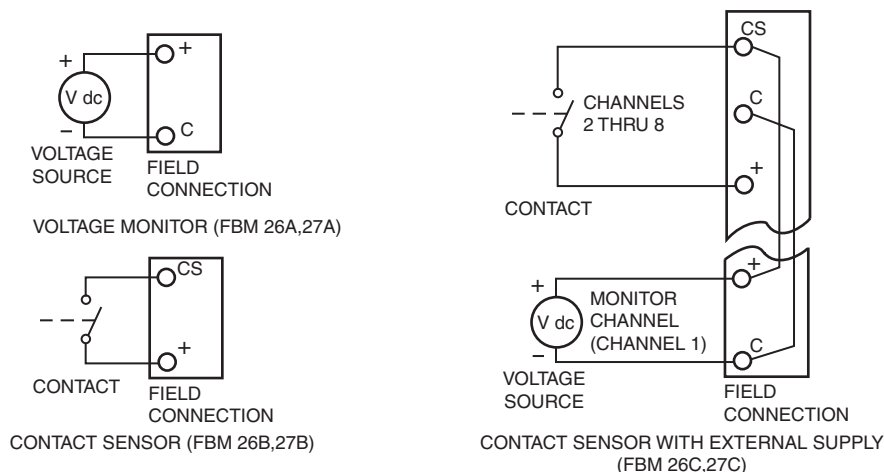 +
+
V dc
−
C
VOLTAGE
SOURCE
FIELD
CONNECTION
VOLTAGE MONITOR (FBM 26A,27A)
CS
+
CONTACT
FIELD
CONNECTION
CONTACT SENSOR (FBM 26B,27B)
CS
C
CHANNELS
2 THRU 8
+
CONTACT
+
+
V dc
MONITOR
CHANNEL
(CHANNEL 1)
−
C
VOLTAGE
SOURCE
FIELD
CONNECTION
CONTACT SENSOR WITH EXTERNAL SUPPLY
(FBM 26C,27C)